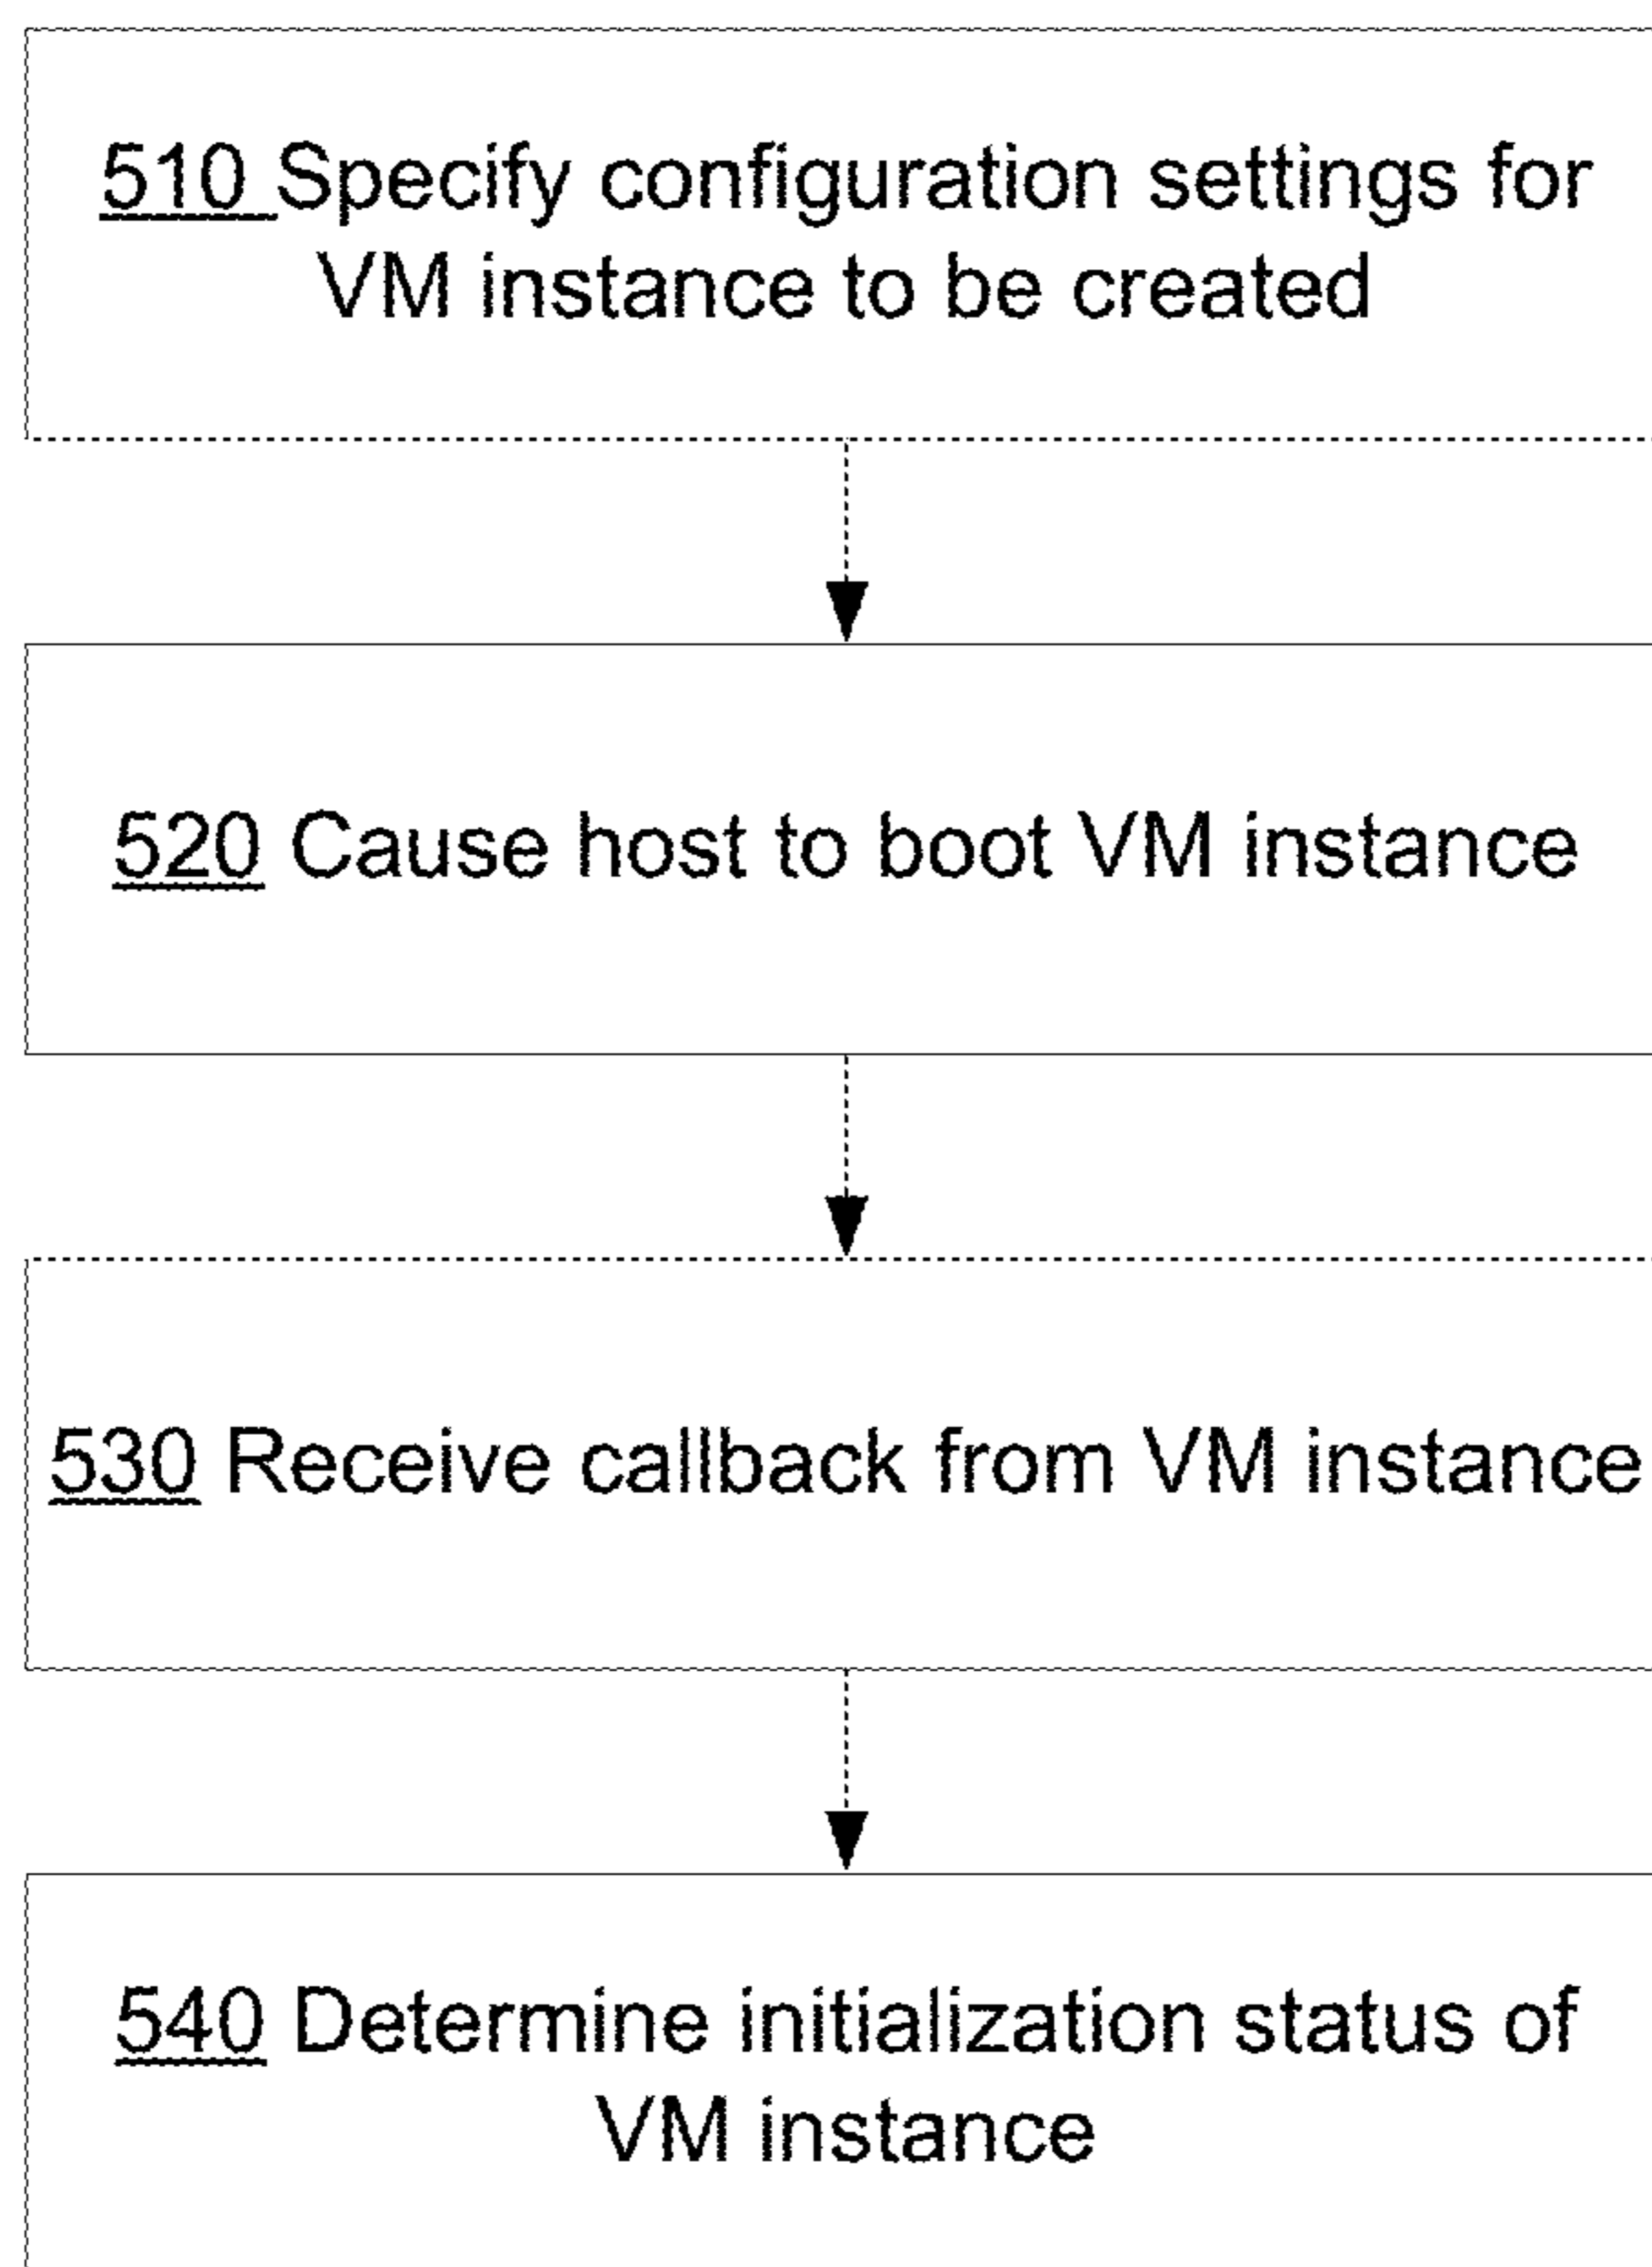 510 Specify configuration settings for
VM instance to be created
520 Cause host to boot VM instance
530 Receive callback from VM instance
540 Determine initialization status of
VM instance